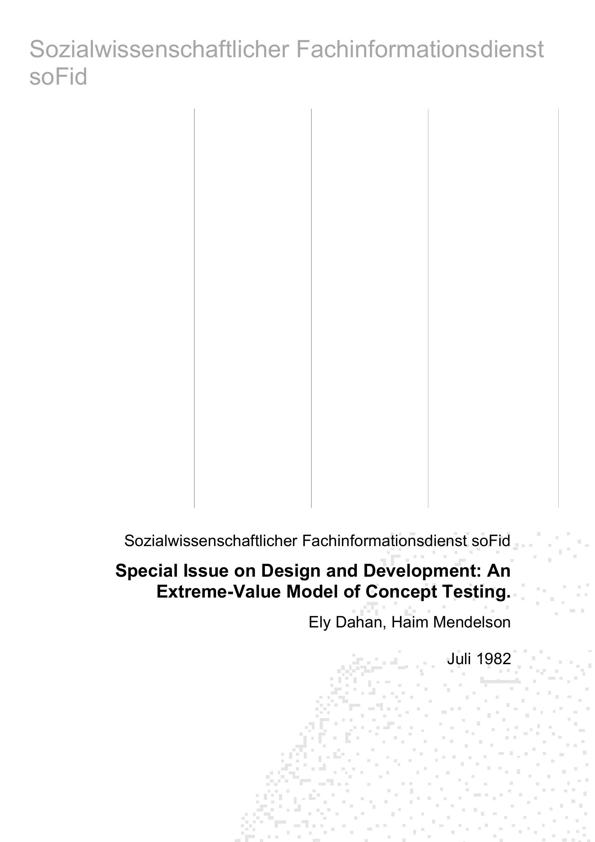 Sozialwissenschaftlicher Fachinformationsdienst
soFid
Sozialwissenschaftlicher Fachinformationsdienst soFid
Special Issue on Design and Development: An
Extreme-Value Model of Concept Testing.
Ely Dahan, Haim Mendelson
Juli 1982